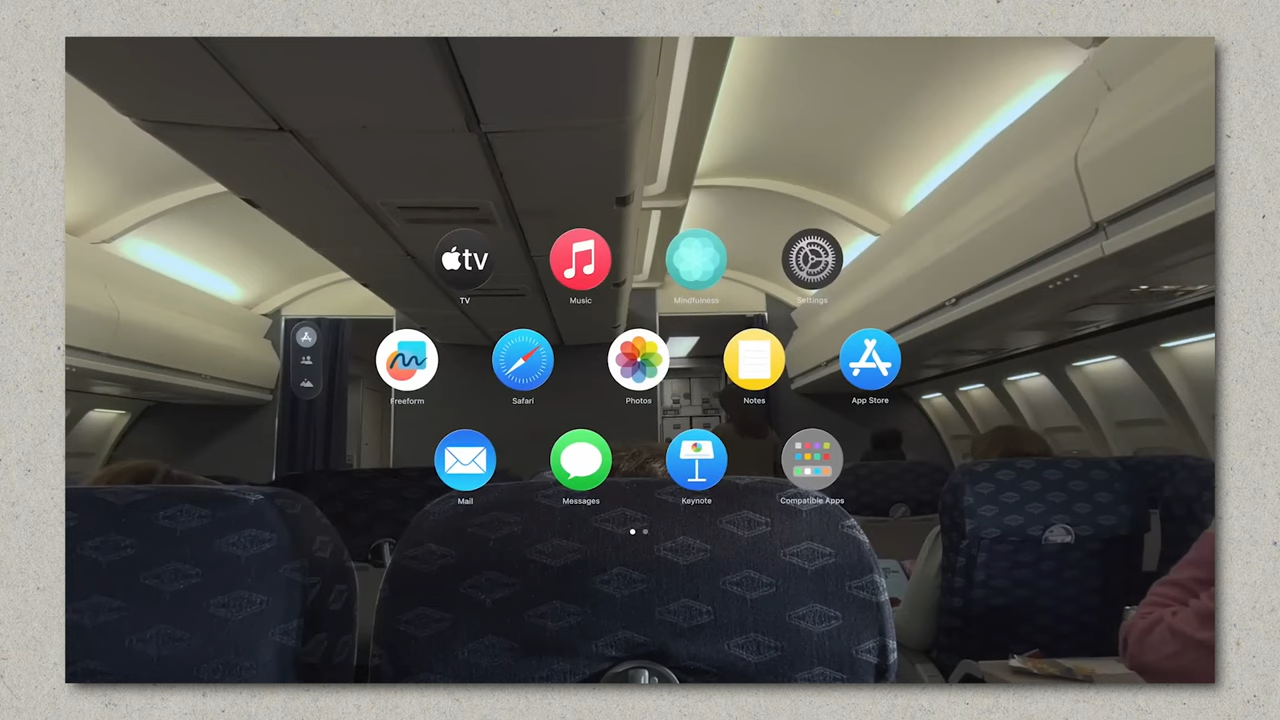 tv
TV
Music
Mindfulness
Settings
Freeform
Safari
Photos
Notes
App Store
Mail
Messages
Keynote
Compatible Apps